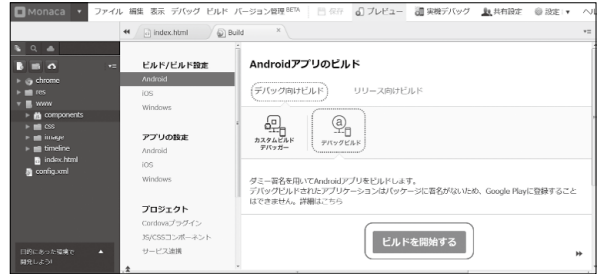 Monaca ファイル 編集 表示 デバッグ ビルド バージョン管理 BETA 保存 プレビュー 実機デバッグ 共有設定 設定
index.html
Build
chrome
res
www
components
css
image
timeline
index.html
config.xml
目的にあった環境で
開発しよう!
ビルド/ビルド設定
Android
iOS
Windows
アプリの設定
Android
iOS
Windows
プロジェクト
Cordovaプラグイン
JS/CSSコンポーネント
サービス連携
Androidアプリのビルド
デバッグ向けビルド
リリース向けビルド
カスタムビルド
デバッガー
デバッグビルド
ダミー署名を用いてAndroidアプリをビルドします。
デバッグビルドされたアプリケーションはパッケージに署名がないため、Google Playに登録すること
はできません。詳細はこちら
ビルドを開始する